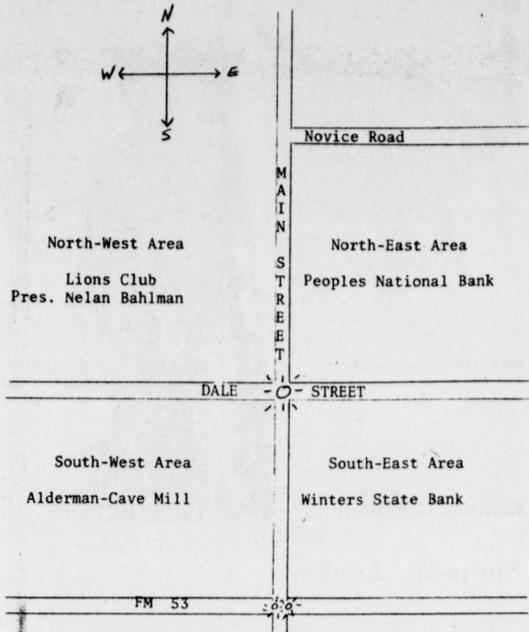 N
W E
S
Novice Road
MAIN STREET
North-West Area
Lions Club
Pres. Nelan Bahlman
North-East Area
Peoples National Bank
DALE STREET
South-West Area
Alderman-Cave Mill
South-East Area
Winters State Bank
FM 53